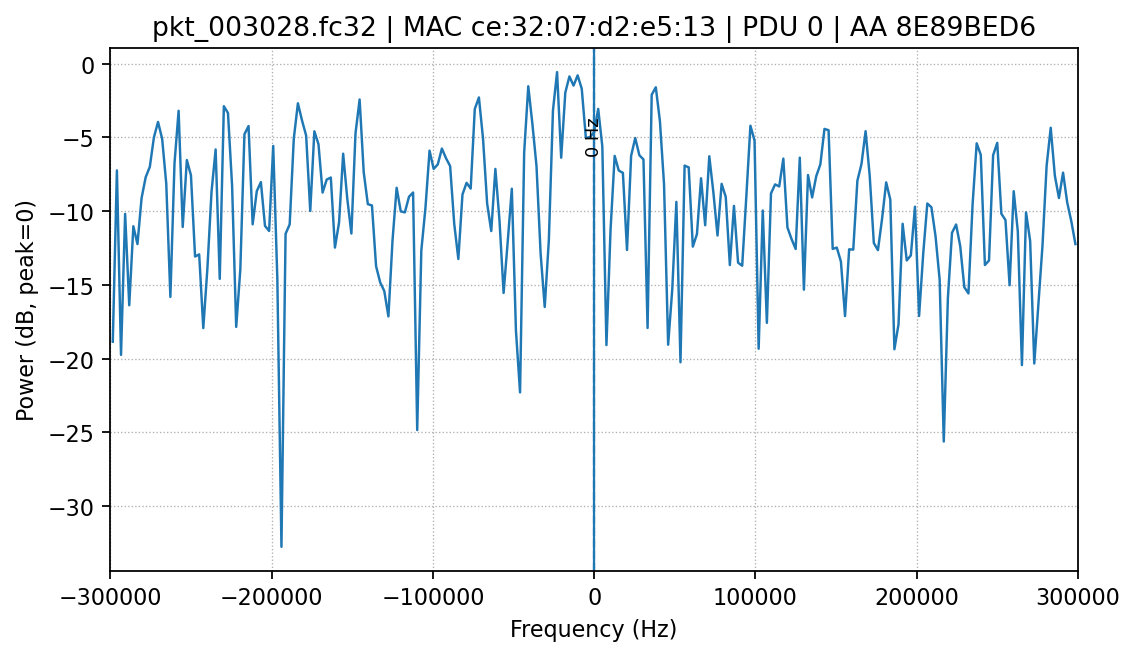 pkt_003028.fc32 | MAC ce:32:07:d2:e5:13 | PDU 0 | AA 8E89BED6
Power (dB, peak=0)
0
−5
−10
−15
−20
−25
−30
0 Hz
−300000 −200000 −100000 0 100000 200000 300000
Frequency (Hz)